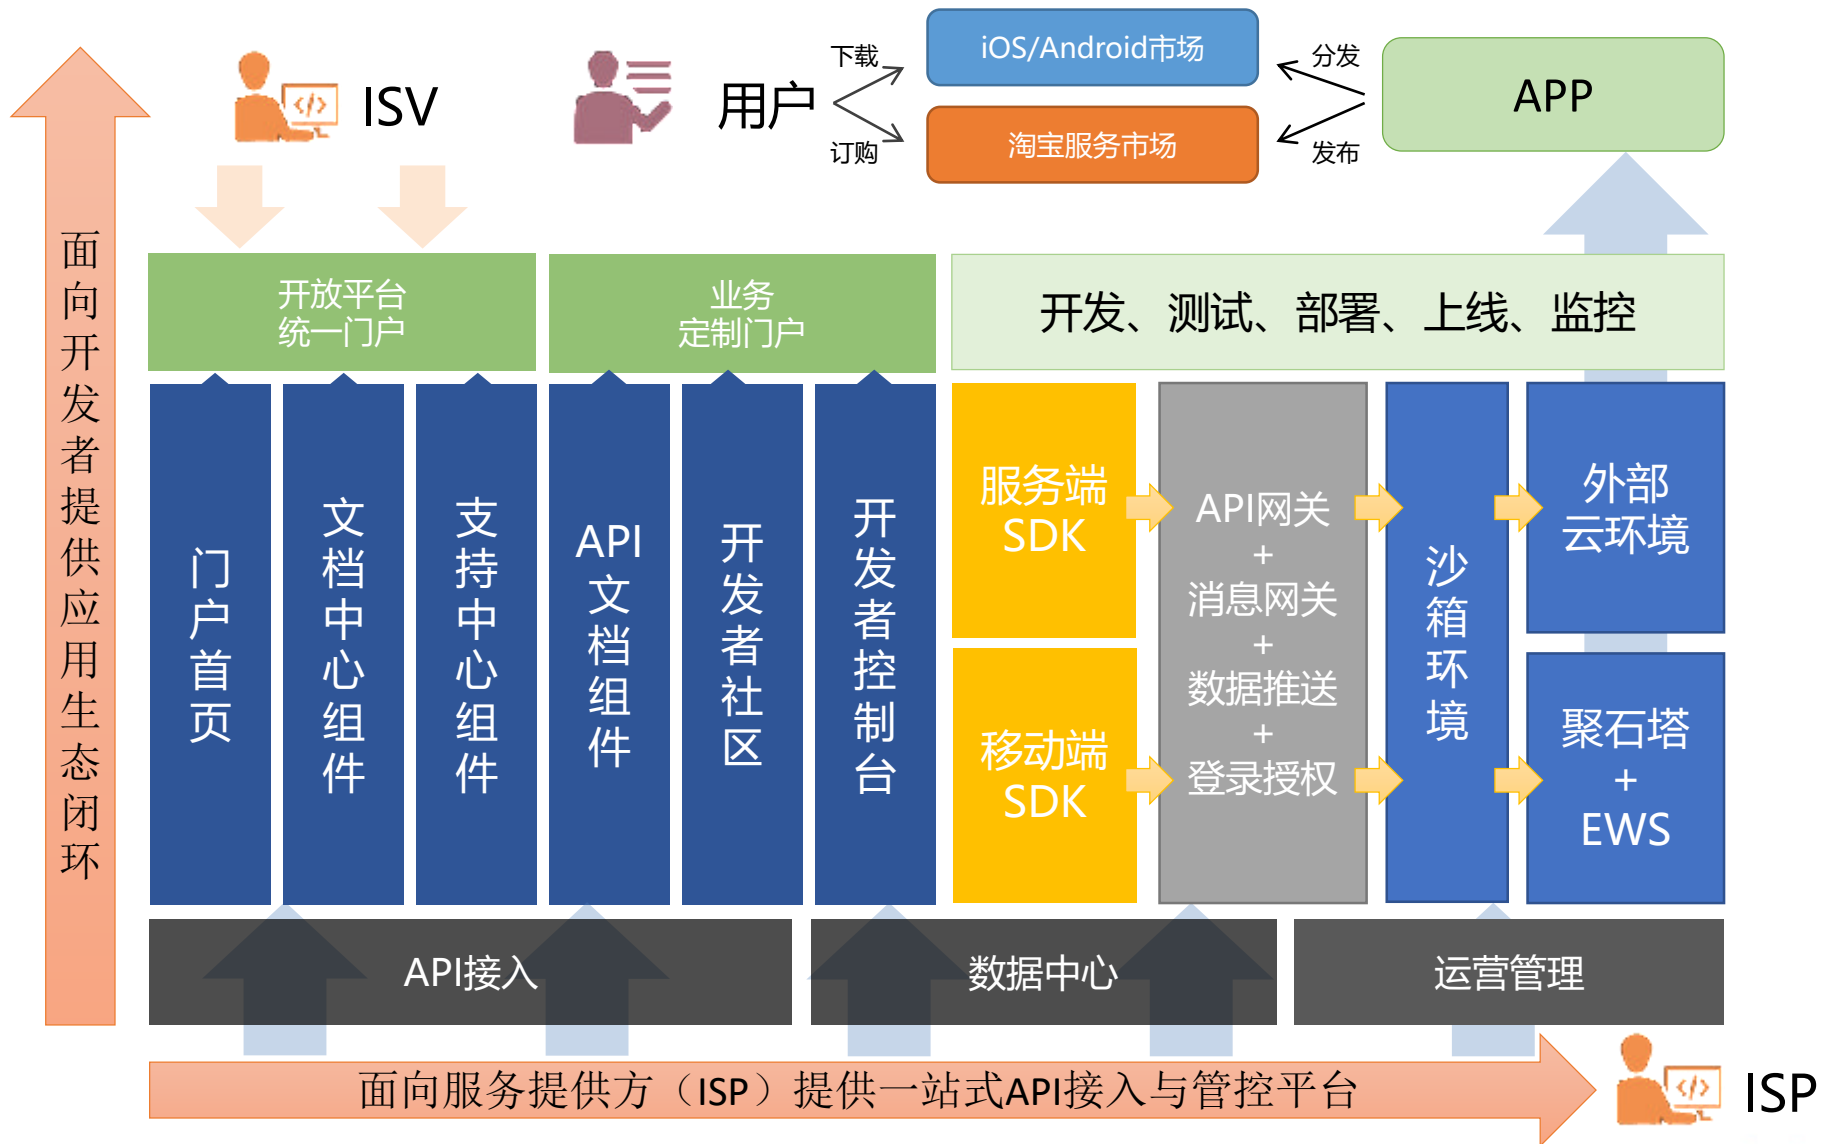 ISV
用户
下载
订购
iOS/Android市场
淘宝服务市场
分发
发布
APP
面向开发者提供应用生态闭环
开放平台
统一门户
业务
定制门户
开发、测试、部署、上线、监控
门户首页
文档中心组件
支持中心组件
API
文档组件
开发者社区
开发者控制台
服务端
SDK
移动端
SDK
API网关
+
消息网关
+
数据推送
+
登录授权
沙箱环境
外部
云环境
聚石塔
+
EWS
API接入
数据中心
运营管理
面向服务提供方（ISP）提供一站式API接入与管控平台
ISP